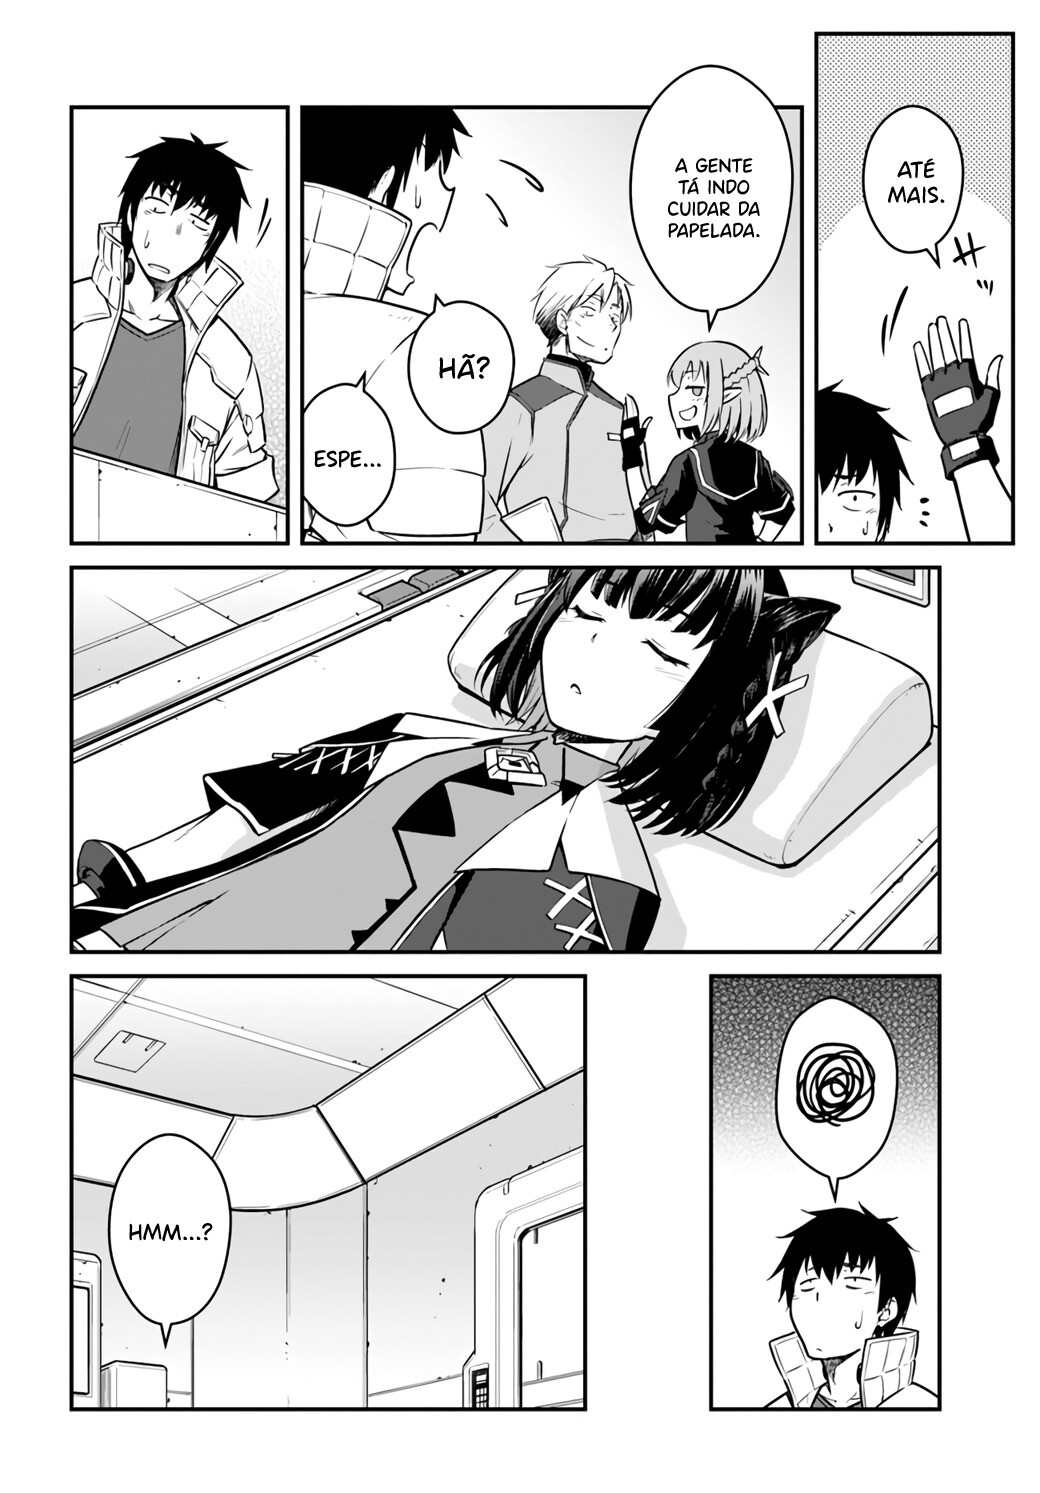 ATÉ
MAIS.
A GENTE
TÁ INDO
CUIDAR DA
PAPELADA.
HÃ?
ESPE...
HMM...?